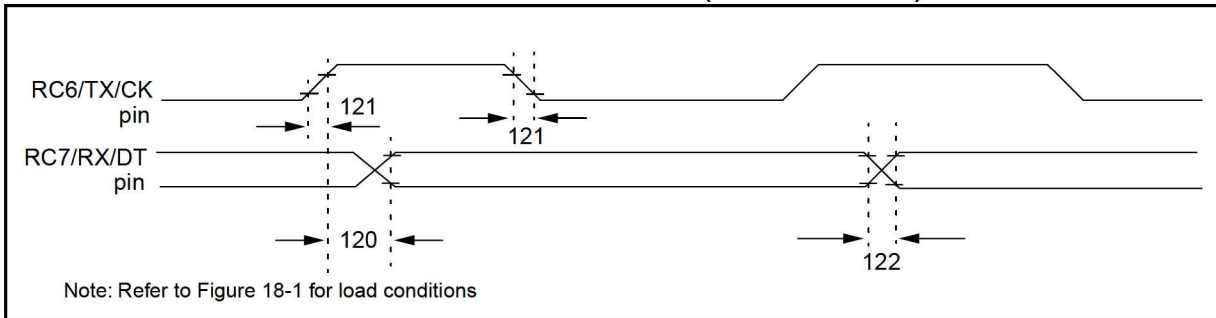 RC6/TX/CK
pin
121
121
RC7/RX/DT
pin
120
122
Note: Refer to Figure 18-1 for load conditions